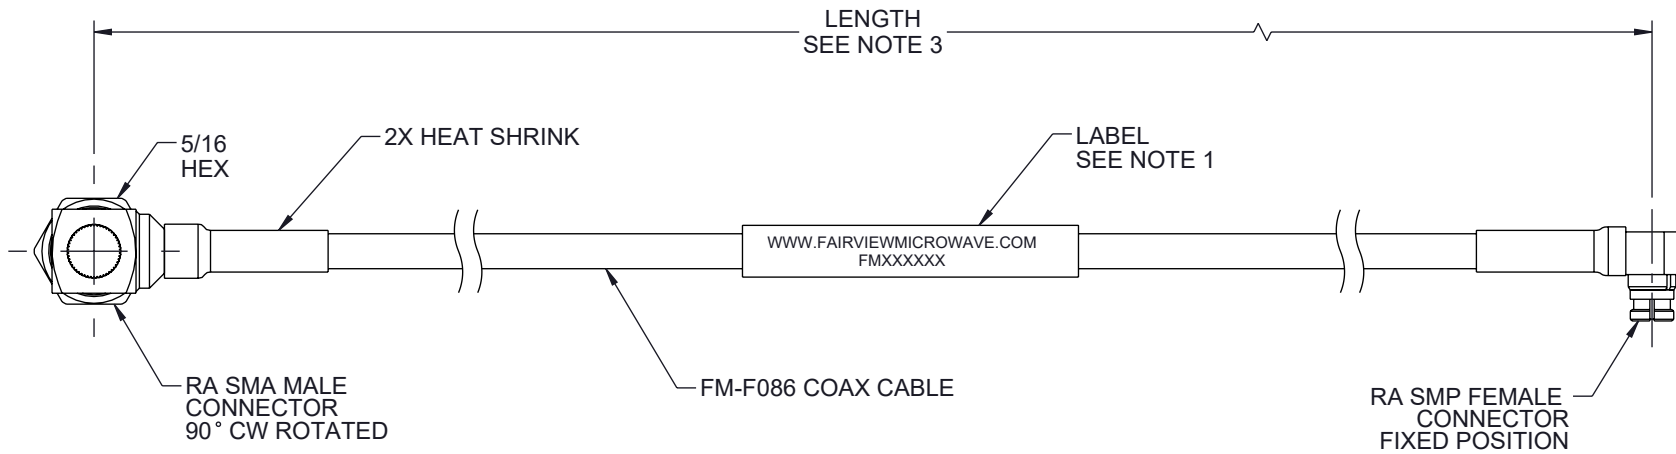 LENGTH
SEE NOTE 3
5/16
HEX
2X HEAT SHRINK
LABEL
SEE NOTE 1
WWW.FAIRVIEWMICROWAVE.COM
FMXXXXXX
RA SMA MALE
CONNECTOR
90° CW ROTATED
FM-F086 COAX CABLE
RA SMP FEMALE
CONNECTOR
FIXED POSITION